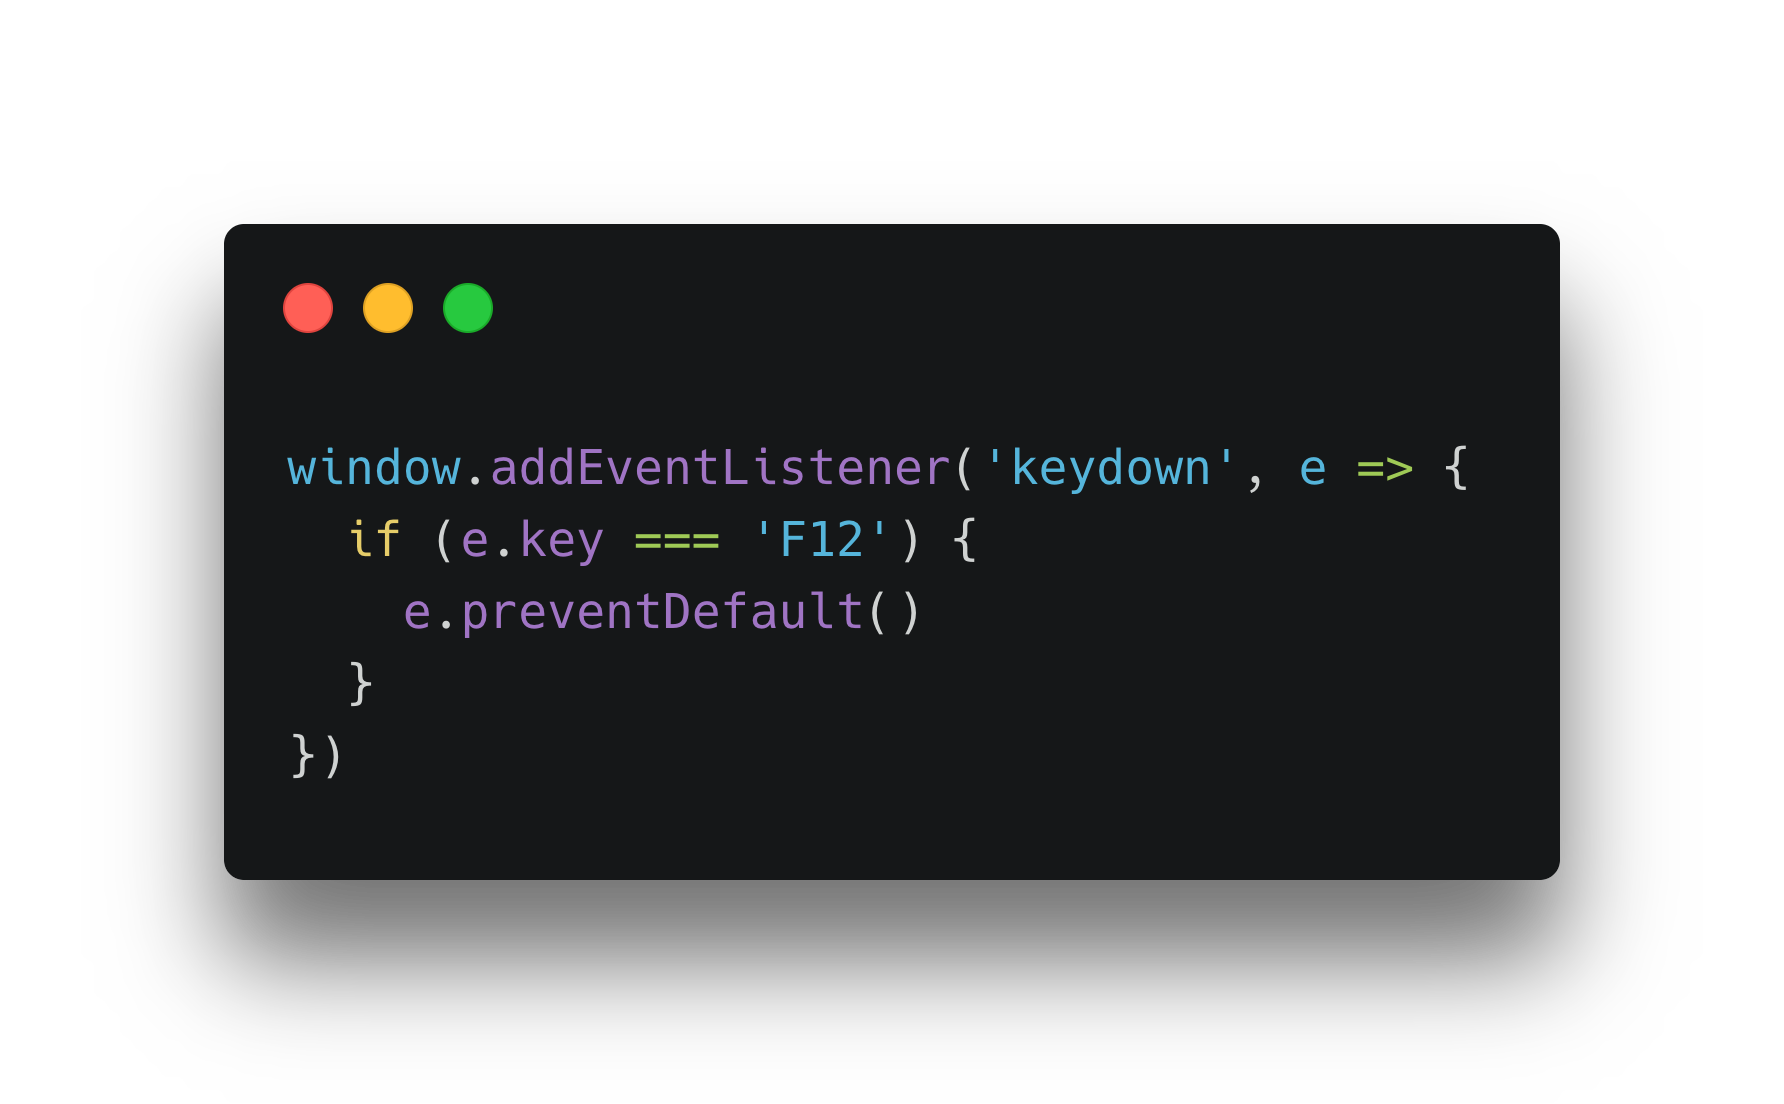 window.addEventListener('keydown', e => {
  if (e.key === 'F12') {
    e.preventDefault()
  }
})